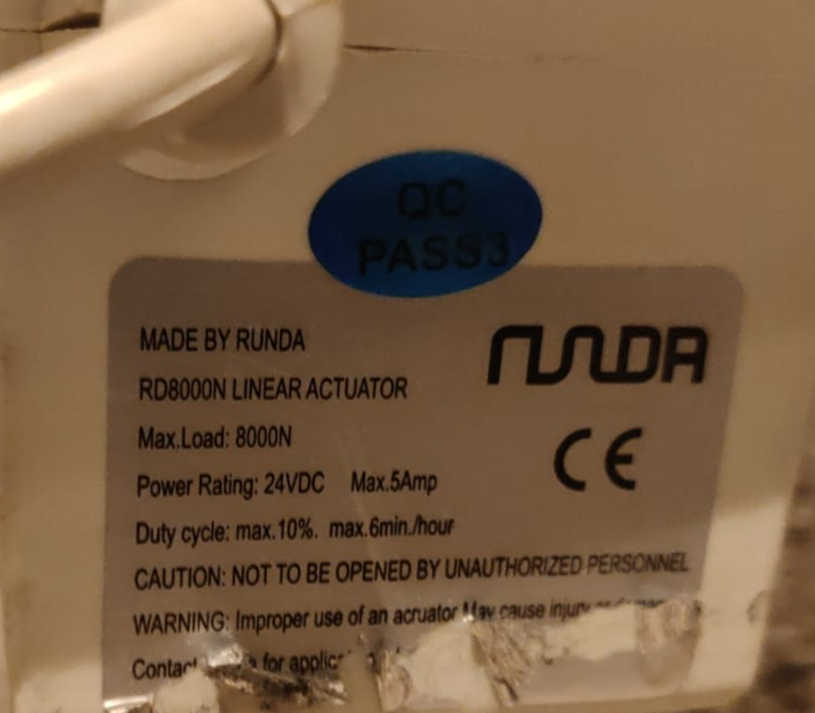 QC
PASS3
MADE BY RUNDA
RUNDA
RD8000N LINEAR ACTUATOR
Max.Load: 8000N
CE
Power Rating: 24VDC Max.5Amp
Duty cycle: max.10%. max.6min./hour
CAUTION: NOT TO BE OPENED BY UNAUTHORIZED PERSONNEL
WARNING: Improper use of an acruator May cause injury
for